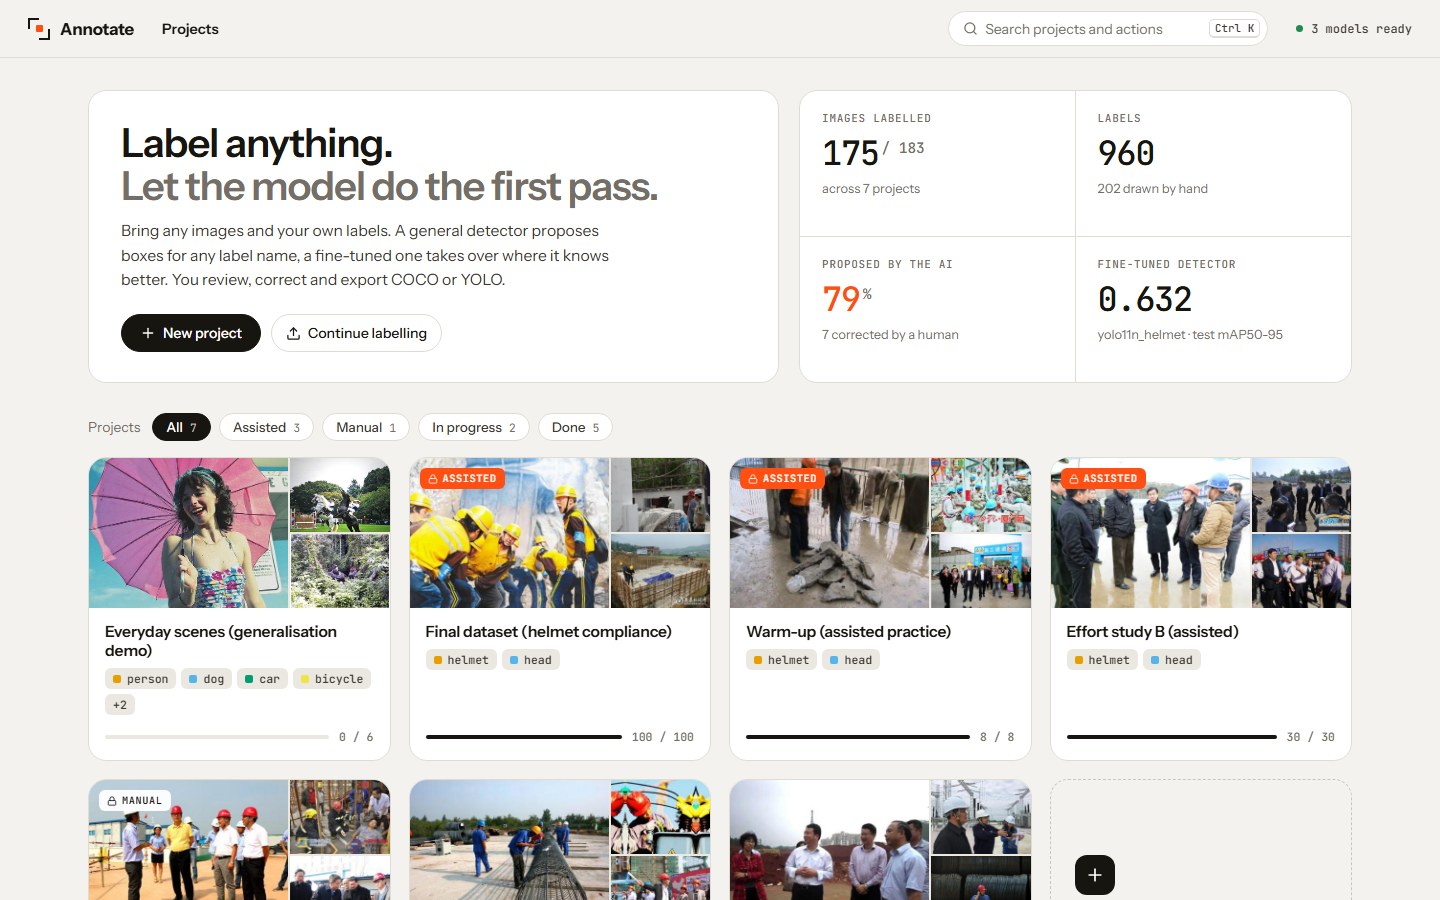 Annotate
Projects
Search projects and actions
Ctrl K
3 models ready
Label anything.
Let the model do the first pass.
Bring any images and your own labels. A general detector proposes
boxes for any label name, a fine-tuned one takes over where it knows
better. You review, correct and export COCO or YOLO.
New project
Continue labelling
IMAGES LABELLED
175 / 183
across 7 projects
LABELS
960
202 drawn by hand
PROPOSED BY THE AI
79%
7 corrected by a human
FINE-TUNED DETECTOR
0.632
yolo11n_helmet · test mAP50-95
Projects
All 7
Assisted 3
Manual 1
In progress 2
Done 5
Everyday scenes (generalisation
demo)
person
dog
car
bicycle
+2
0 / 6
ASSISTED
Final dataset (helmet compliance)
helmet
head
100 / 100
ASSISTED
Warm-up (assisted practice)
helmet
head
8 / 8
ASSISTED
Effort study B (assisted)
helmet
head
30 / 30
MANUAL